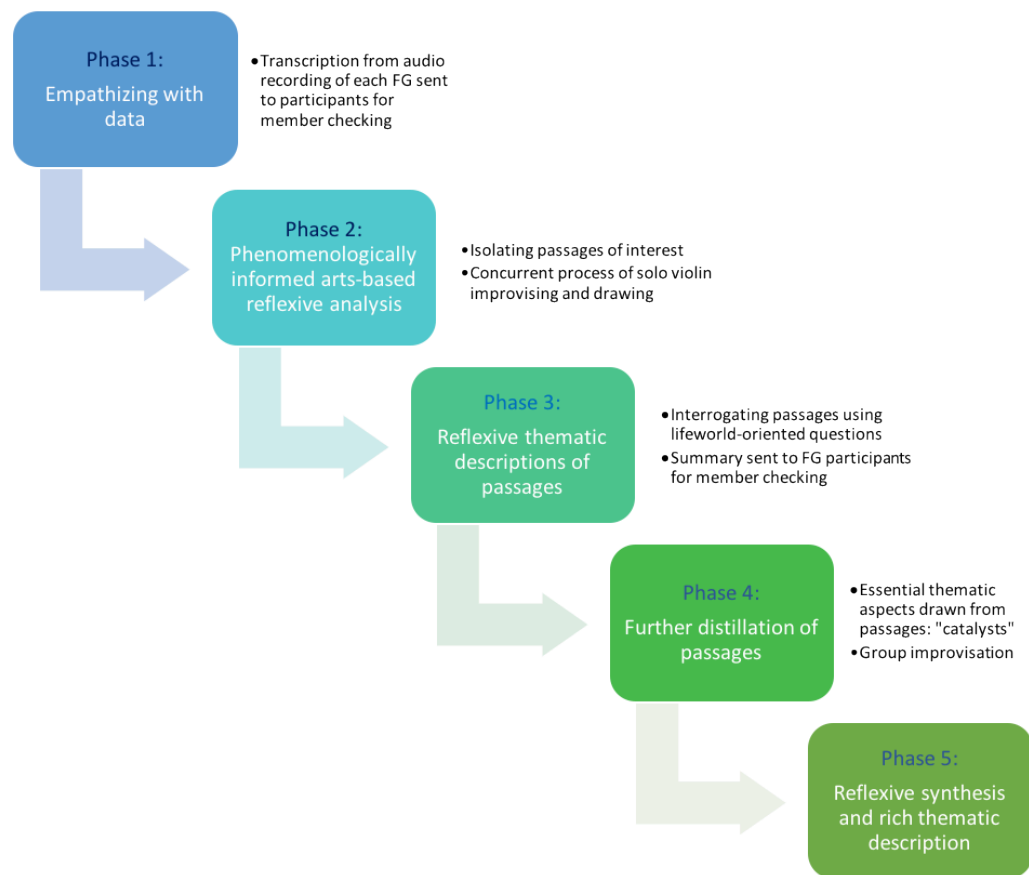 Phase 1:
Empathizing with
data
•Transcription from audio
recording of each FG sent
to participants for
member checking
Phase 2:
Phenomenologically
informed arts-based
reflexive analysis
•Isolating passages of interest
•Concurrent process of solo violin
improvising and drawing
Phase 3:
Reflexive thematic
descriptions of
passages
•Interrogating passages using
lifeworld-oriented questions
•Summary sent to FG participants
for member checking
Phase 4:
Further distillation of
passages
•Essential thematic
aspects drawn from
passages: "catalysts"
•Group improvisation
Phase 5:
Reflexive synthesis
and rich thematic
description